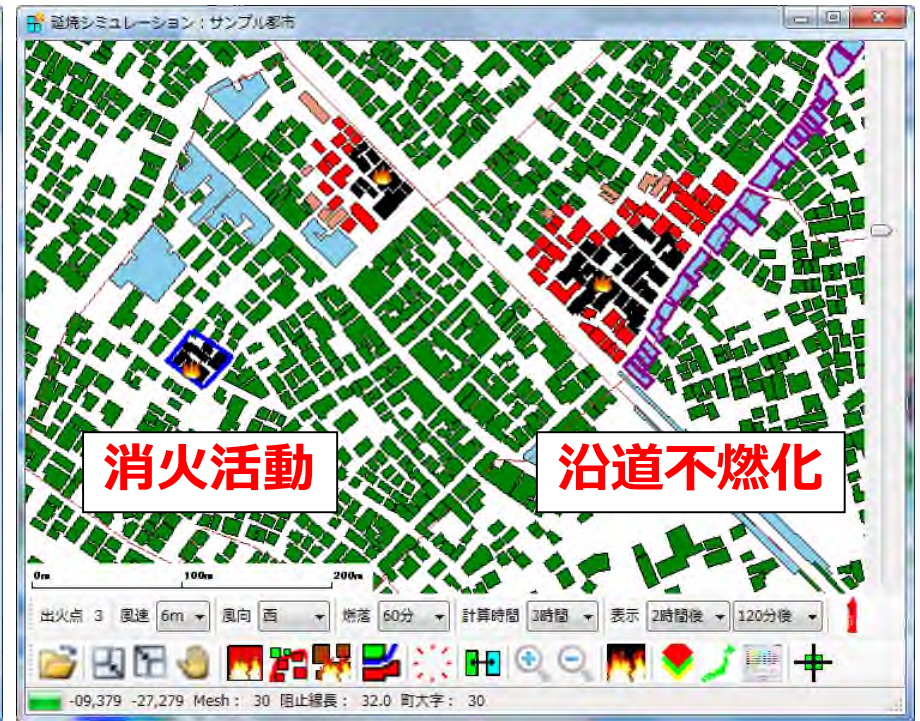 延焼シミュレーション：サンプル都市
消火活動
沿道不燃化
0m 100m 200m
出火点 3 風速 6m 風向 西 燃落 60分 計算時間 3時間 表示 2時間後 120分後
-09,379 -27,279 Mesh： 30 阻止線長： 32.0 町大字： 30